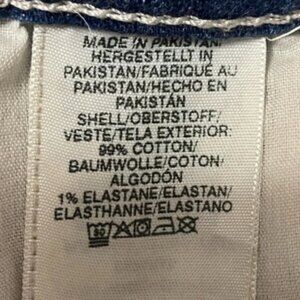 MADE IN PAKISTAN/
HERGESTELLT IN
PAKISTAN/FABRIQUÉ AU
PAKISTAN/HECHO EN
PAKISTÁN
SHELL/OBERSTOFF/
VESTE/TELA EXTERIOR:
99% COTTON/
BAUMWOLLE/COTON/
ALGODÓN
1% ELASTANE/ELASTAN/
ELASTHANNE/ELASTANO